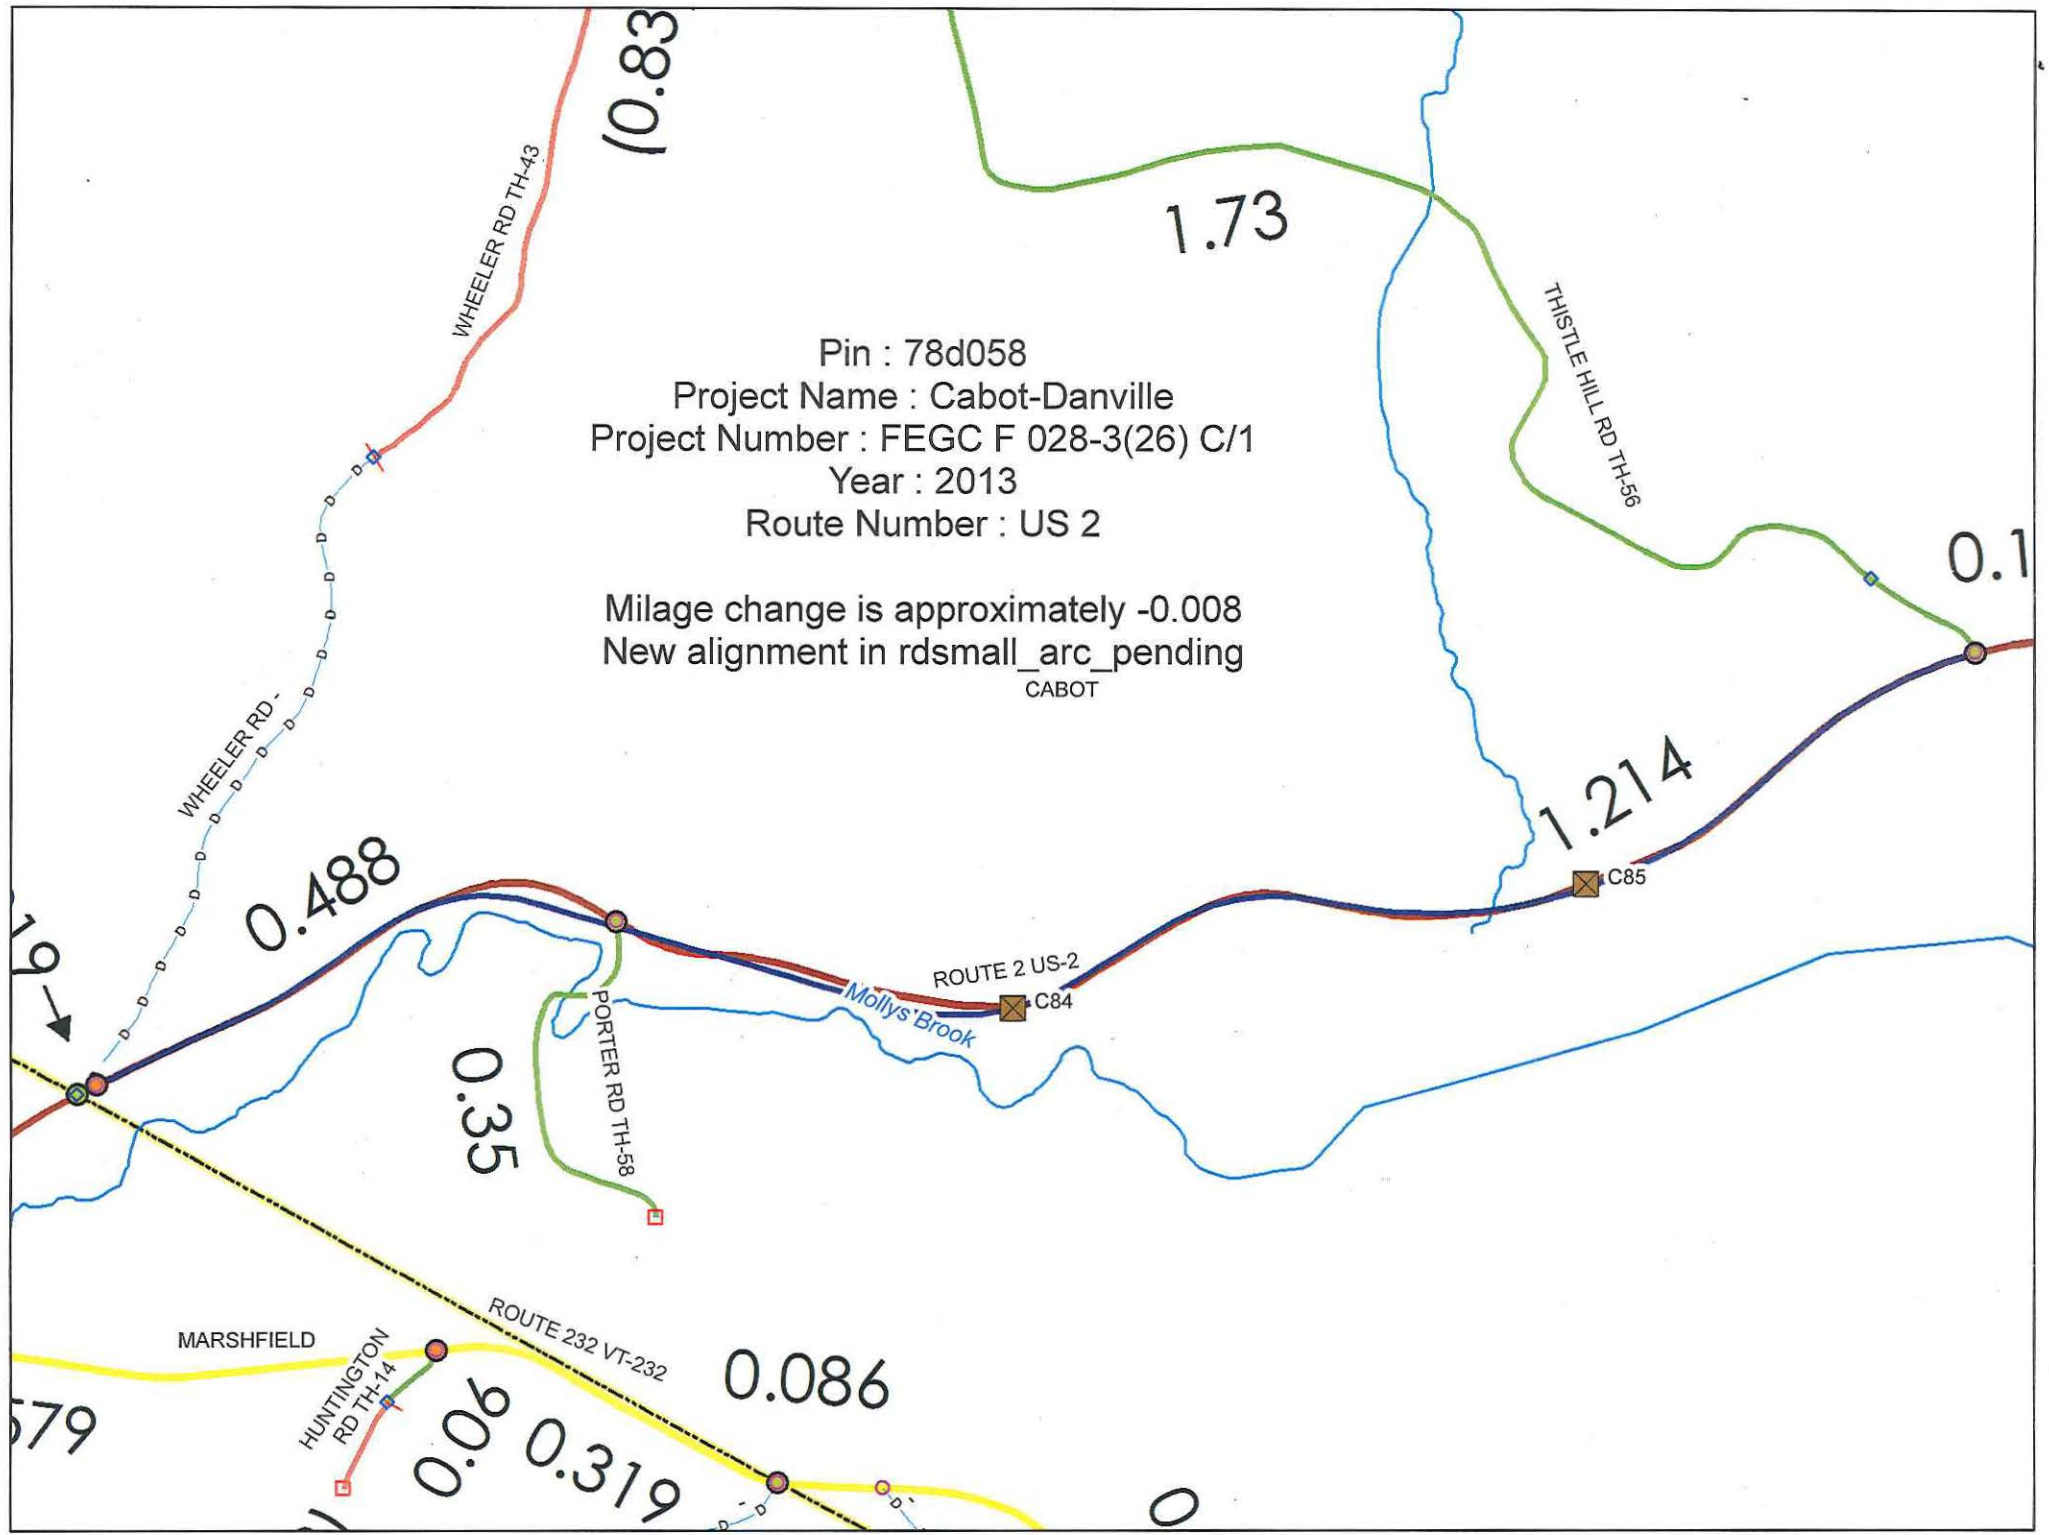 (0.83
WHEELER RD TH-43
1.73
THISTLE HILL RD TH-56
Pin : 78d058
Project Name : Cabot-Danville
Project Number : FEGC F 028-3(26) C/1
Year : 2013
Route Number : US 2
Milage change is approximately -0.008
New alignment in rdsmall_arc_pending
CABOT
0.1
WHEELER RD -
1.214
0.488
C85
19
ROUTE 2 US-2
C84
Mollys Brook
PORTER RD TH-58
0.35
MARSHFIELD
ROUTE 232 VT-232
HUNTINGTON
RD TH-14
0.086
579
0.06
0.319
0